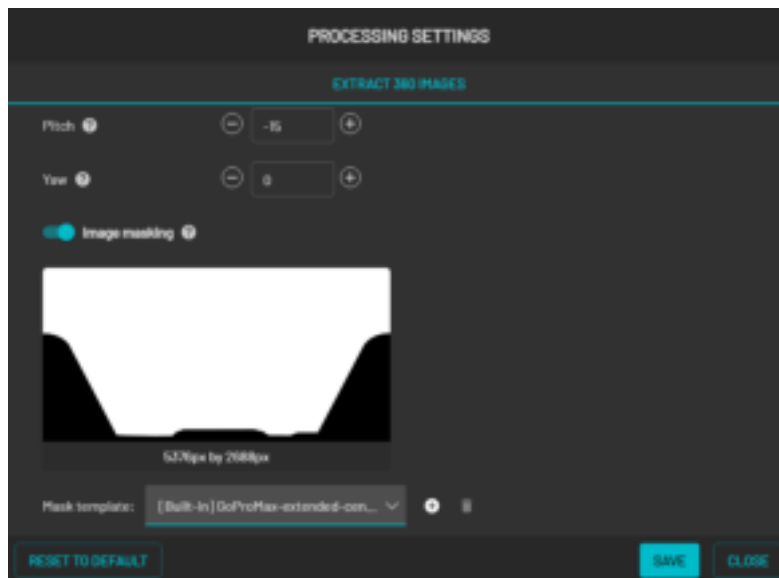 PROCESSING SETTINGS
EXTRACT 360 IMAGES
Pitch ? -15
Yaw ? 0
Image masking ?
5376px by 2688px
Mask template: [Built-in] GoProMax-extended-cen...
RESET TO DEFAULT SAVE CLOSE